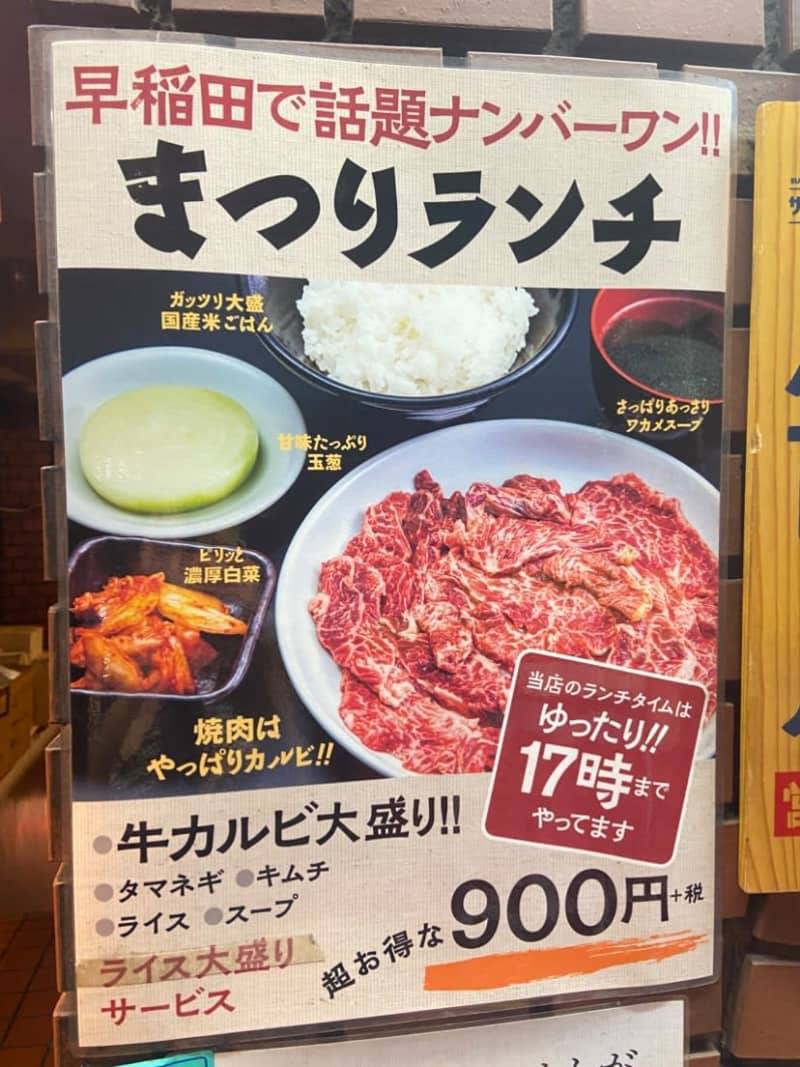 早稲田で話題ナンバーワン!!
まつりランチ
ガッツリ大盛
国産米ごはん
さっぱりあっさり
ワカメスープ
甘味たっぷり
玉葱
ピリッと
濃厚白菜
焼肉は
やっぱりカルビ!!
当店のランチタイムは
ゆったり!!
17時まで
やってます
●牛カルビ大盛り!!
●タマネギ ●キムチ
●ライス ●スープ
ライス大盛り
サービス
超お得な900円+税